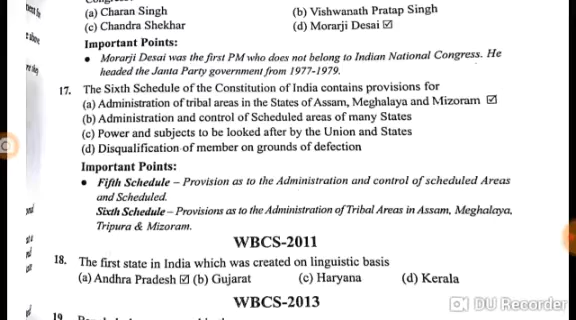 (a) Charan Singh (b) Vishwanath Pratap Singh
(c) Chandra Shekhar (d) Morarji Desai ☑
Important Points:
• Morarji Desai was the first PM who does not belong to Indian National Congress. He
headed the Janta Party government from 1977-1979.
17. The Sixth Schedule of the Constitution of India contains provisions for
(a) Administration of tribal areas in the States of Assam, Meghalaya and Mizoram ☑
(b) Administration and control of Scheduled areas of many States
(c) Power and subjects to be looked after by the Union and States
(d) Disqualification of member on grounds of defection
Important Points:
• Fifth Schedule – Provision as to the Administration and control of scheduled Areas
and Scheduled.
Sixth Schedule – Provisions as to the Administration of Tribal Areas in Assam, Meghalaya,
Tripura & Mizoram.
WBCS-2011
18. The first state in India which was created on linguistic basis
(a) Andhra Pradesh ☑ (b) Gujarat (c) Haryana (d) Kerala
WBCS-2013
DU Recorder
19